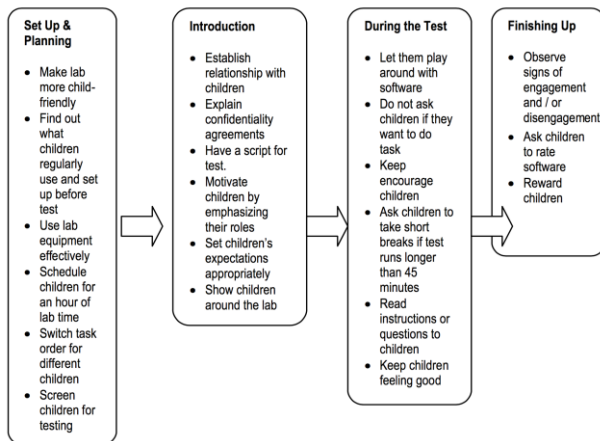 Set Up &
Planning
• Make lab
more child-
friendly
• Find out
what
children
regularly
use and set
up before
test
• Use lab
equipment
effectively
• Schedule
children for
an hour of
lab time
• Switch task
order for
different
children
• Screen
children for
testing
Introduction
• Establish
relationship with
children
• Explain
confidentiality
agreements
• Have a script for
test.
• Motivate
children by
emphasizing
their roles
• Set children's
expectations
appropriately
• Show children
around the lab
During the Test
• Let them play
around with
software
• Do not ask
children if they
want to do
task
• Keep
encourage
children
• Ask children to
take short
breaks if test
runs longer
than 45
minutes
• Read
instructions or
questions to
children
• Keep children
feeling good
Finishing Up
• Observe
signs of
engagement
and / or
disengagement
• Ask children
to rate
software
• Reward
children